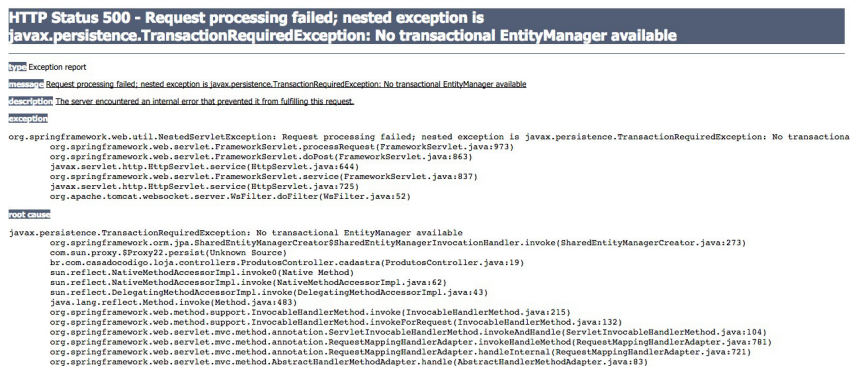 HTTP Status 500 - Request processing failed; nested exception is
javax.persistence.TransactionRequiredException: No transactional EntityManager available
type Exception report
message Request processing failed; nested exception is javax.persistence.TransactionRequiredException: No transactional EntityManager available
description The server encountered an internal error that prevented it from fulfilling this request.
exception
org.springframework.web.util.NestedServletException: Request processing failed; nested exception is javax.persistence.TransactionRequiredException: No transactiona
org.springframework.web.servlet.FrameworkServlet.processRequest(FrameworkServlet.java:973)
org.springframework.web.servlet.FrameworkServlet.doPost(FrameworkServlet.java:863)
javax.servlet.http.HttpServlet.service(HttpServlet.java:644)
org.springframework.web.servlet.FrameworkServlet.service(FrameworkServlet.java:837)
javax.servlet.http.HttpServlet.service(HttpServlet.java:725)
org.apache.tomcat.websocket.server.WsFilter.doFilter(WsFilter.java:52)
root cause
javax.persistence.TransactionRequiredException: No transactional EntityManager available
org.springframework.orm.jpa.SharedEntityManagerCreator$SharedEntityManagerInvocationHandler.invoke(SharedEntityManagerCreator.java:273)
com.sun.proxy.$Proxy22.persist(Unknown Source)
br.com.casadocodigo.loja.controllers.ProdutosController.cadastra(ProdutosController.java:19)
sun.reflect.NativeMethodAccessorImpl.invoke0(Native Method)
sun.reflect.NativeMethodAccessorImpl.invoke(NativeMethodAccessorImpl.java:62)
sun.reflect.DelegatingMethodAccessorImpl.invoke(DelegatingMethodAccessorImpl.java:43)
java.lang.reflect.Method.invoke(Method.java:483)
org.springframework.web.method.support.InvocableHandlerMethod.invoke(InvocableHandlerMethod.java:215)
org.springframework.web.method.support.InvocableHandlerMethod.invokeForRequest(InvocableHandlerMethod.java:132)
org.springframework.web.servlet.mvc.method.annotation.ServletInvocableHandlerMethod.invokeAndHandle(ServletInvocableHandlerMethod.java:104)
org.springframework.web.servlet.mvc.method.annotation.RequestMappingHandlerAdapter.invokeHandleMethod(RequestMappingHandlerAdapter.java:781)
org.springframework.web.servlet.mvc.method.annotation.RequestMappingHandlerAdapter.handleInternal(RequestMappingHandlerAdapter.java:721)
org.springframework.web.servlet.mvc.method.AbstractHandlerMethodAdapter.handle(AbstractHandlerMethodAdapter.java:83)